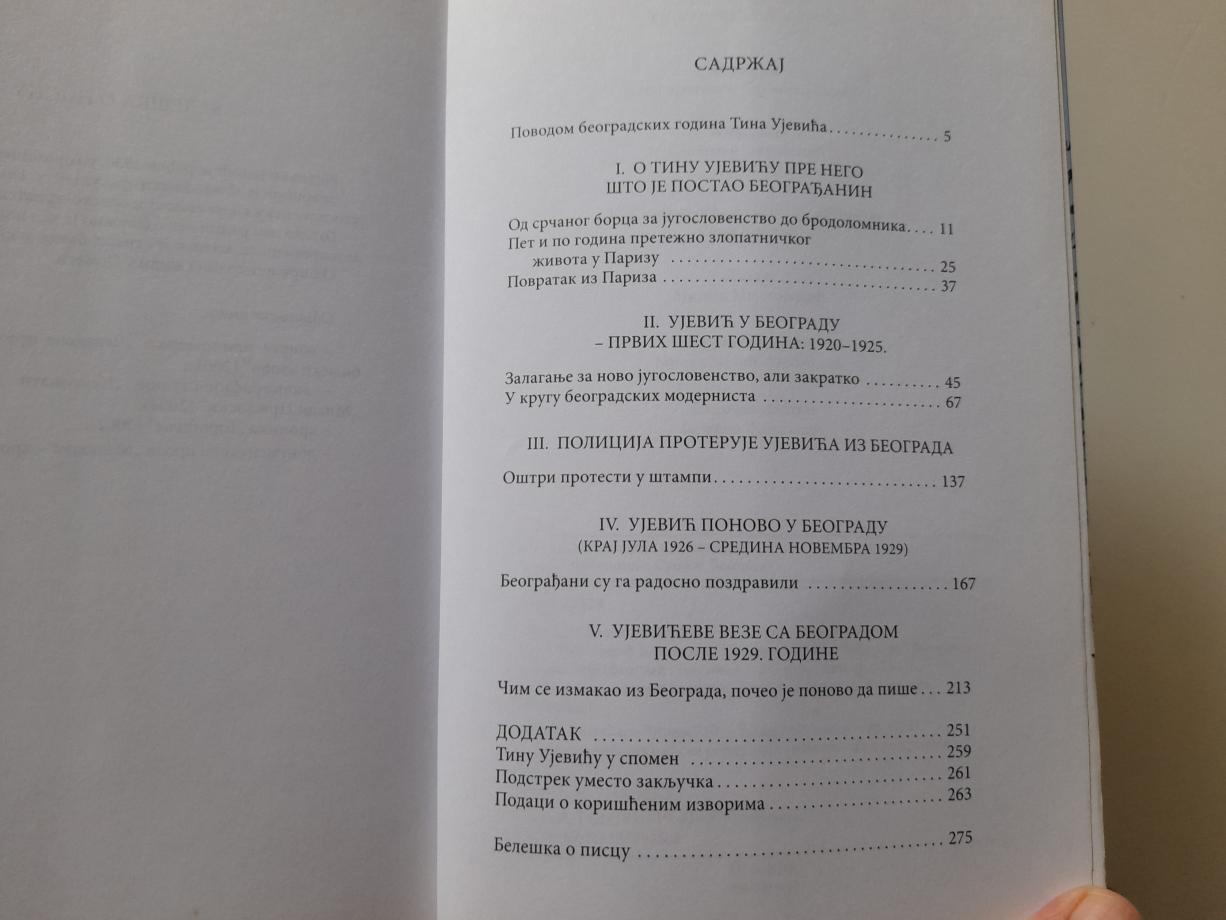 САДРЖАЈ
Поводом београдских година Тина Ујевића. . . . . . . . . . . . . . . 5
I. О ТИНУ УЈЕВИЋУ ПРЕ НЕГО
ШТО ЈЕ ПОСТАО БЕОГРАЂАНИН
Од срчаног борца за југословенство до бродоломника. . . . 11
Пет и по година претежно злопатничког
живота у Паризу . . . . . . . . . . . . . . . . . . . . . . . . . . . . . . . . . . . 25
Повратак из Париза . . . . . . . . . . . . . . . . . . . . . . . . . . . . . . . . . . . . 37
II. УЈЕВИЋ У БЕОГРАДУ
– ПРВИХ ШЕСТ ГОДИНА: 1920–1925.
Залагање за ново југословенство, али закратко . . . . . . . . . . 45
У кругу београдских модерниста . . . . . . . . . . . . . . . . . . . . . . . 67
III. ПОЛИЦИЈА ПРОТЕРУЈЕ УЈЕВИЋА ИЗ БЕОГРАДА
Оштри протести у штампи. . . . . . . . . . . . . . . . . . . . . . . . . . . . 137
IV. УЈЕВИЋ ПОНОВО У БЕОГРАДУ
(КРАЈ ЈУЛА 1926 – СРЕДИНА НОВЕМБРА 1929)
Београђани су га радосно поздравили . . . . . . . . . . . . . . . . . . 167
V. УЈЕВИЋЕВЕ ВЕЗЕ СА БЕОГРАДОМ
ПОСЛЕ 1929. ГОДИНЕ
Чим се измакао из Београда, почео је поново да пише . . . 213
ДОДАТАК . . . . . . . . . . . . . . . . . . . . . . . . . . . . . . . . . . . . . . . . . . . 251
Тину Ујевићу у спомен . . . . . . . . . . . . . . . . . . . . . . . . . . . . . . . . 259
Подстрек уместо закључка . . . . . . . . . . . . . . . . . . . . . . . . . . . . . 261
Подаци о коришћеним изворима . . . . . . . . . . . . . . . . . . . . . . . 263
Белешка о писцу . . . . . . . . . . . . . . . . . . . . . . . . . . . . . . . . . . . . . . 275